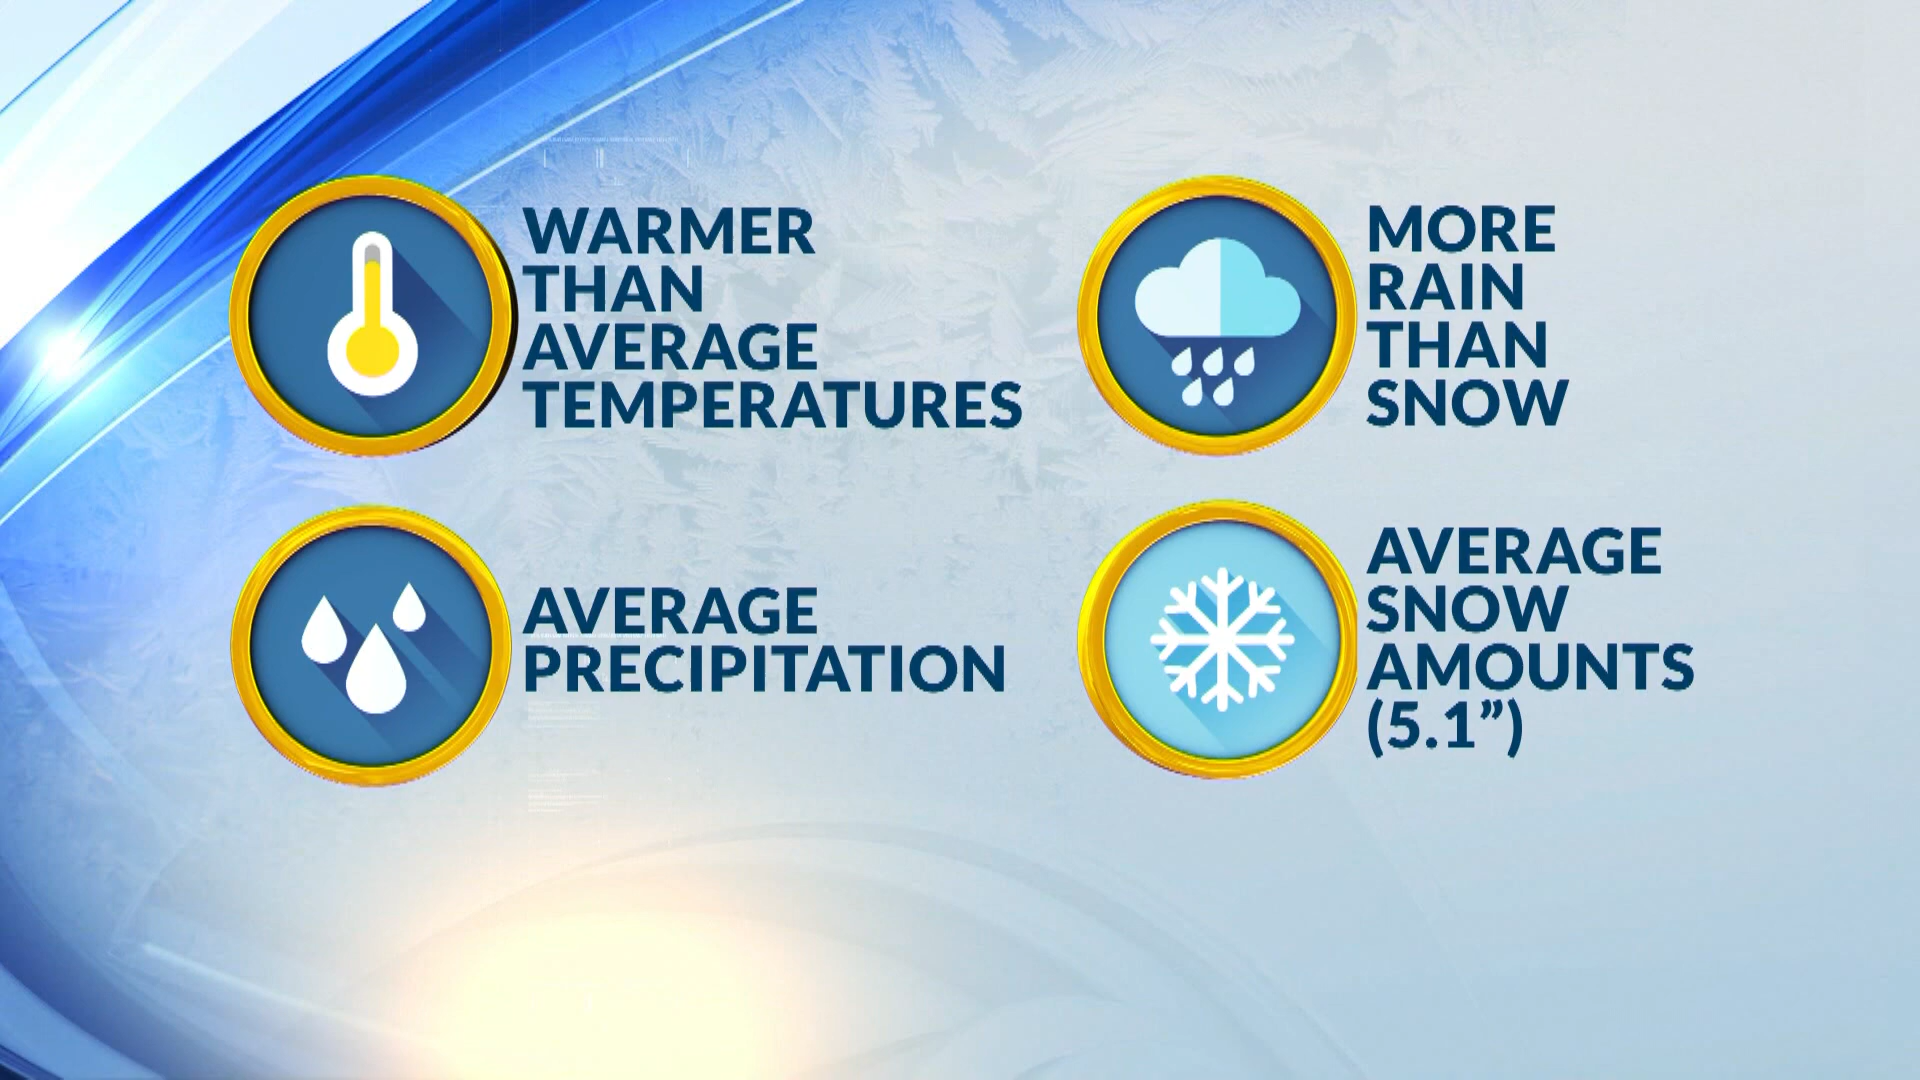 WARMER
THAN
AVERAGE
TEMPERATURES
MORE
RAIN
THAN
SNOW
AVERAGE
PRECIPITATION
AVERAGE
SNOW
AMOUNTS
(5.1”)